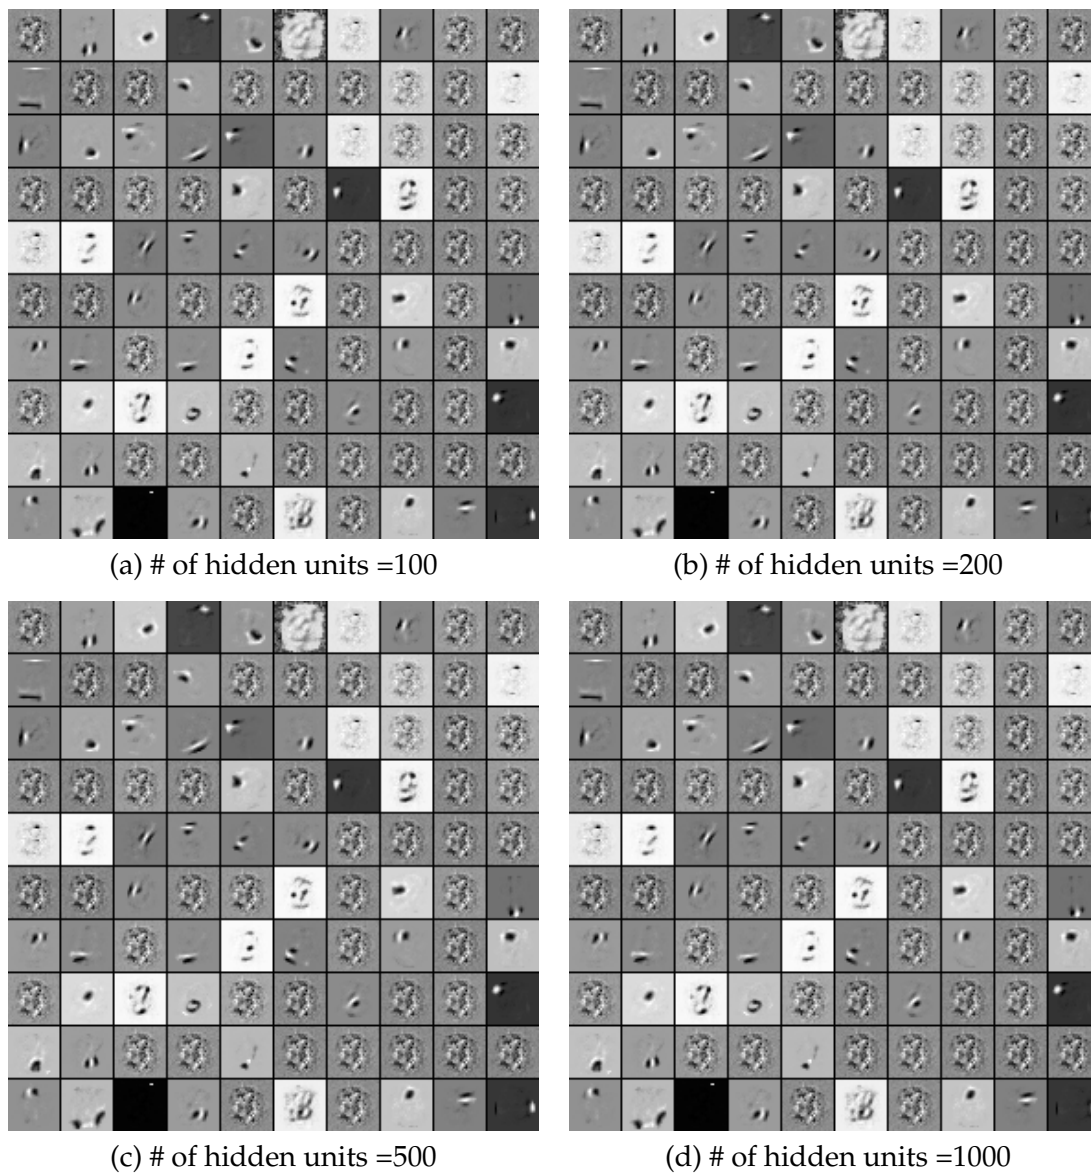 (a) # of hidden units =100
(b) # of hidden units =200
(c) # of hidden units =500
(d) # of hidden units =1000